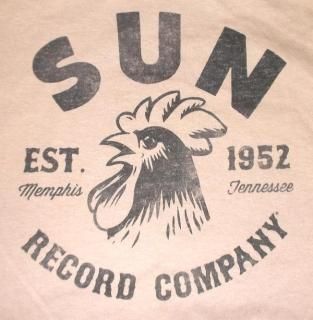 SUN
EST. 1952
Memphis Tennessee
RECORD COMPANY